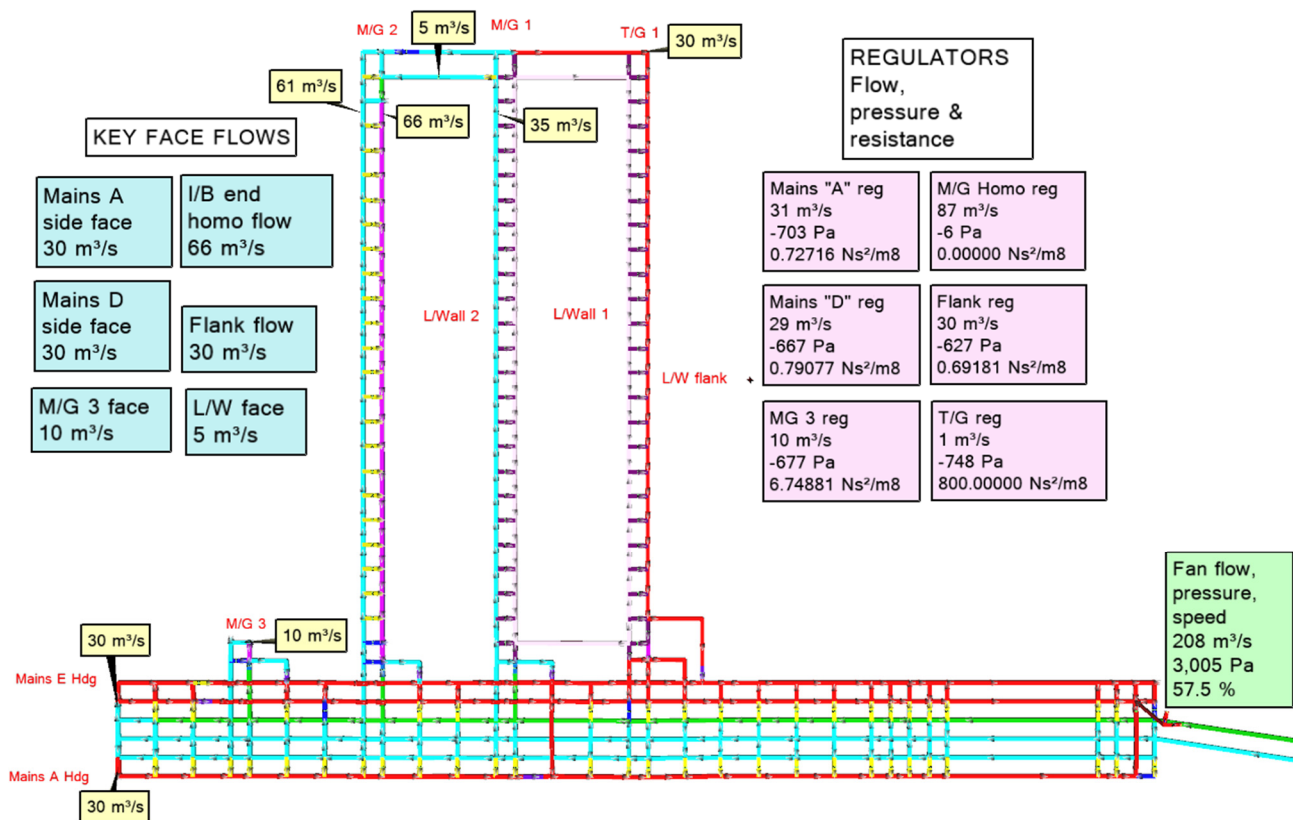 M/G 2
5 m³/s
M/G 1
T/G 1
30 m³/s
REGULATORS
Flow,
pressure &
resistance
61 m³/s
66 m³/s
35 m³/s
KEY FACE FLOWS
Mains A
side face
30 m³/s
I/B end
homo flow
66 m³/s
Mains D
side face
30 m³/s
Flank flow
30 m³/s
M/G 3 face
10 m³/s
L/W face
5 m³/s
L/Wall 2
L/Wall 1
L/W flank
Mains "A" reg
31 m³/s
-703 Pa
0.72716 Ns²/m8
M/G Homo reg
87 m³/s
-6 Pa
0.00000 Ns²/m8
Mains "D" reg
29 m³/s
-667 Pa
0.79077 Ns²/m8
Flank reg
30 m³/s
-627 Pa
0.69181 Ns²/m8
MG 3 reg
10 m³/s
-677 Pa
6.74881 Ns²/m8
T/G reg
1 m³/s
-748 Pa
800.00000 Ns²/m8
Fan flow,
pressure,
speed
208 m³/s
3,005 Pa
57.5 %
M/G 3
10 m³/s
30 m³/s
Mains E Hdg
Mains A Hdg
30 m³/s